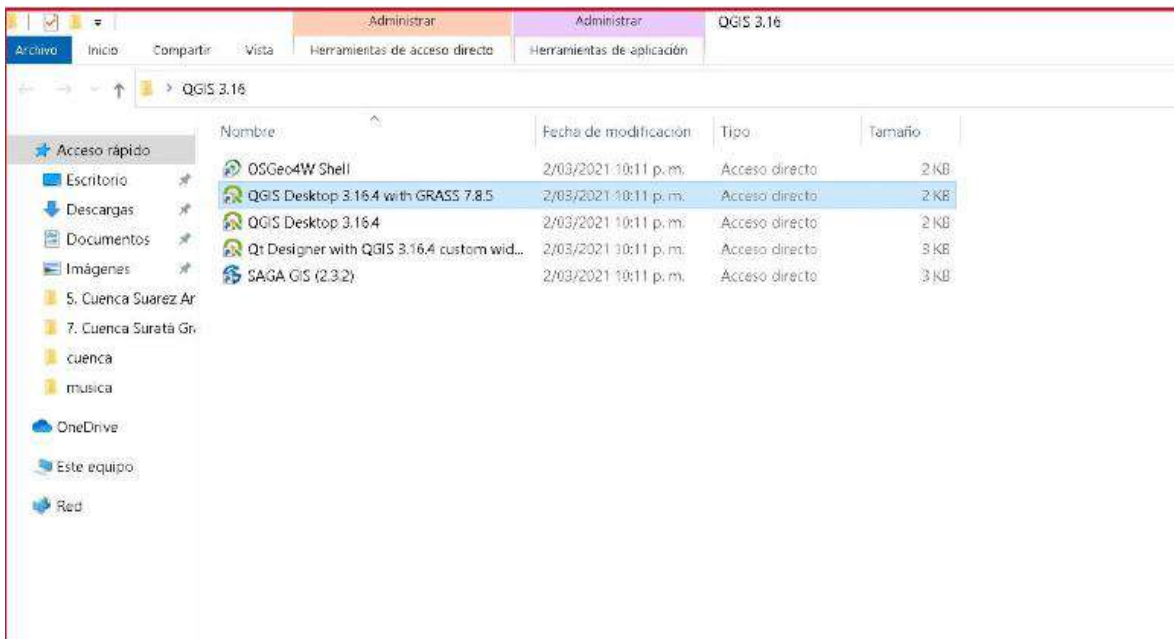 Administrar Administrar QGIS 3.16
Archivo Inicio Compartir Vista Herramientas de acceso directo Herramientas de aplicación
QGIS 3.16
Nombre Fecha de modificación Tipo Tamaño
Acceso rápido
Escritorio
Descargas
Documentos
Imágenes
5. Cuenca Suarez Ar
7. Cuenca Suratá Gr
cuenca
musica
OneDrive
Este equipo
Red
OSGeo4W Shell 2/03/2021 10:11 p. m. Acceso directo 2 KB
QGIS Desktop 3.16.4 with GRASS 7.8.5 2/03/2021 10:11 p. m. Acceso directo 2 KB
QGIS Desktop 3.16.4 2/03/2021 10:11 p. m. Acceso directo 2 KB
Qt Designer with QGIS 3.16.4 custom wid... 2/03/2021 10:11 p. m. Acceso directo 3 KB
SAGA GIS (2.3.2) 2/03/2021 10:11 p. m. Acceso directo 3 KB